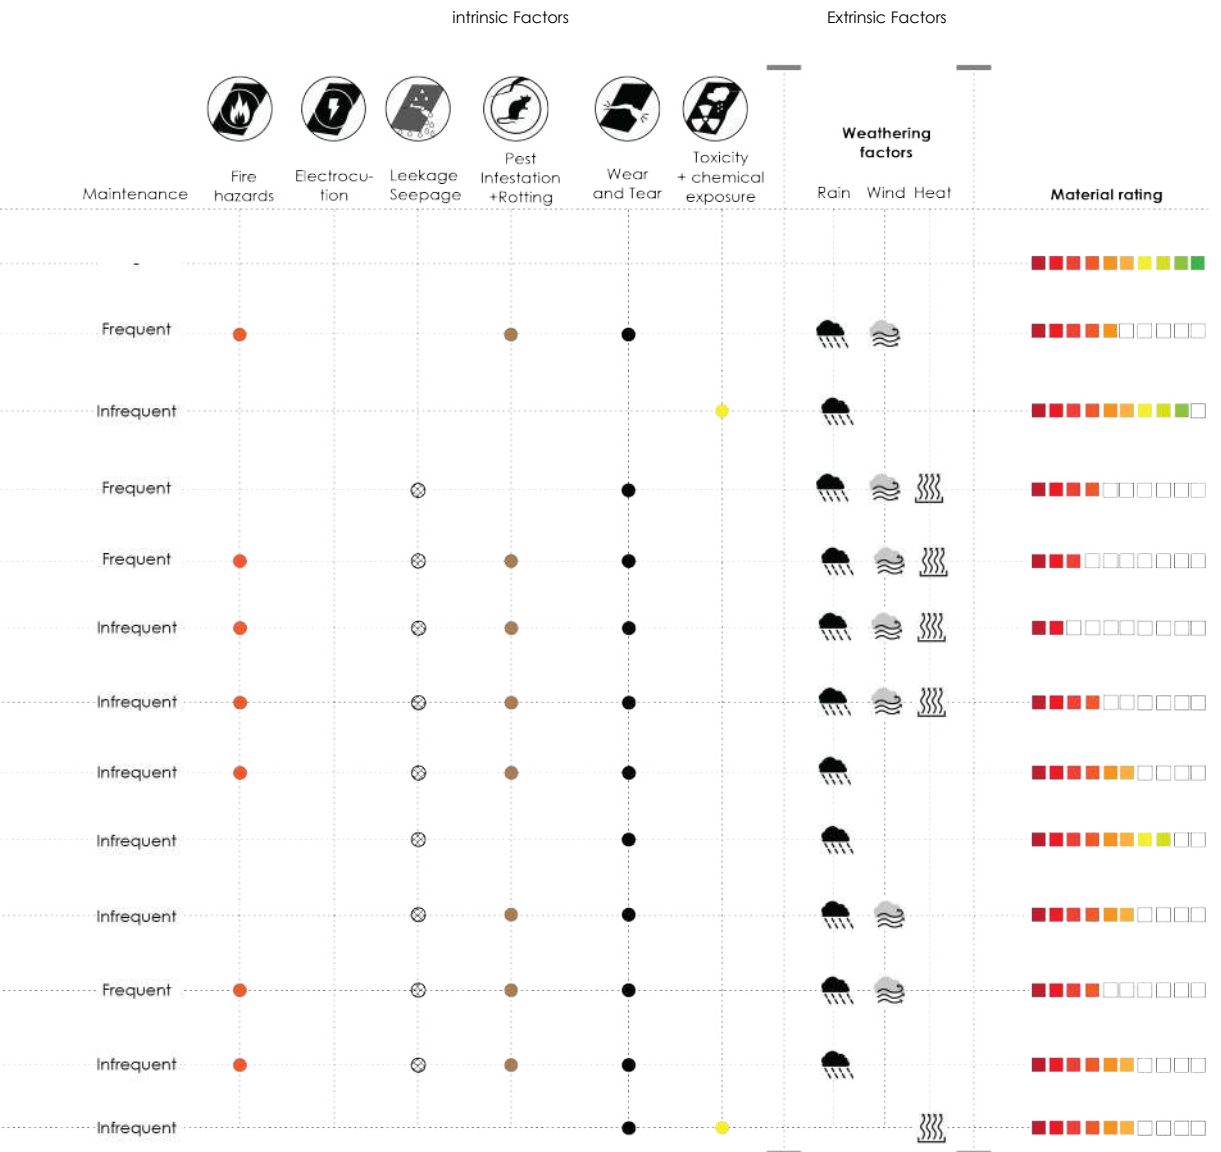 intrinsic Factors
Extrinsic Factors
Weathering
factors
Maintenance
Fire
hazards
Electrocu-
tion
Leekage
Seepage
Pest
Infestation
+Rotting
Wear
and Tear
Toxicity
+ chemical
exposure
Rain
Wind
Heat
Material rating
-
Frequent
Infrequent
Frequent
Frequent
Infrequent
Infrequent
Infrequent
Infrequent
Infrequent
Frequent
Infrequent
Infrequent